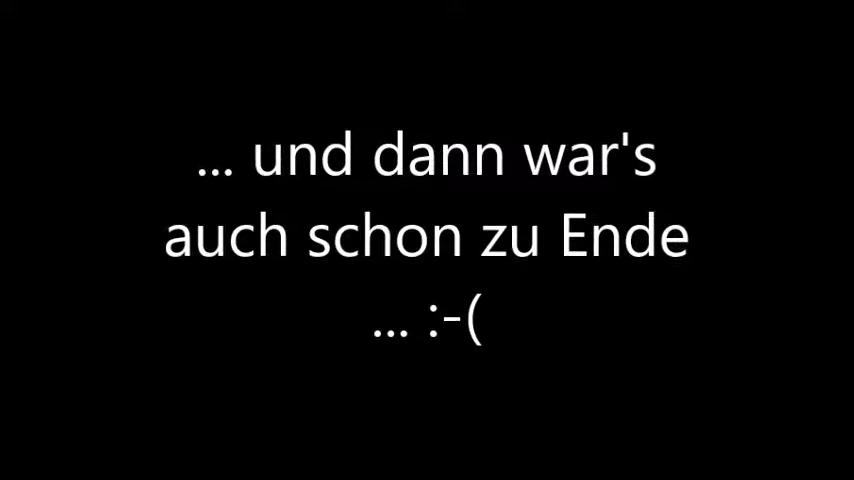 ... und dann war's
auch schon zu Ende
... :-(